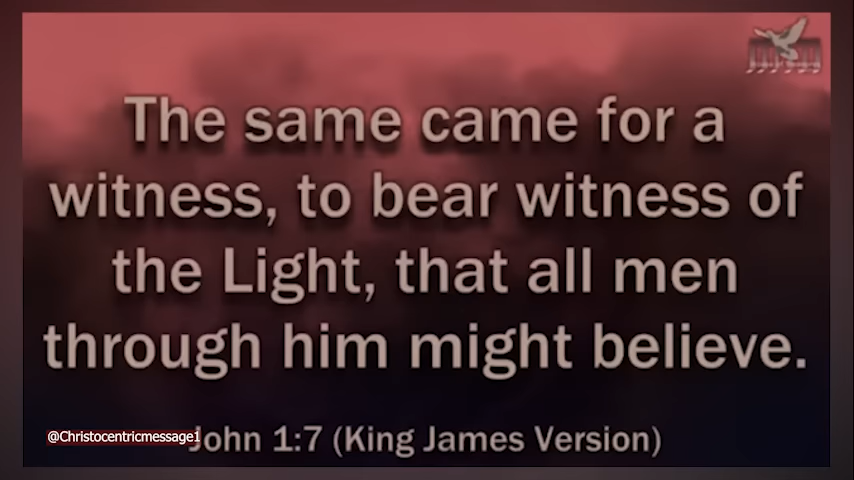 The same came for a
witness, to bear witness of
the Light, that all men
through him might believe.
@Christocentricmessage1
John 1:7 (King James Version)